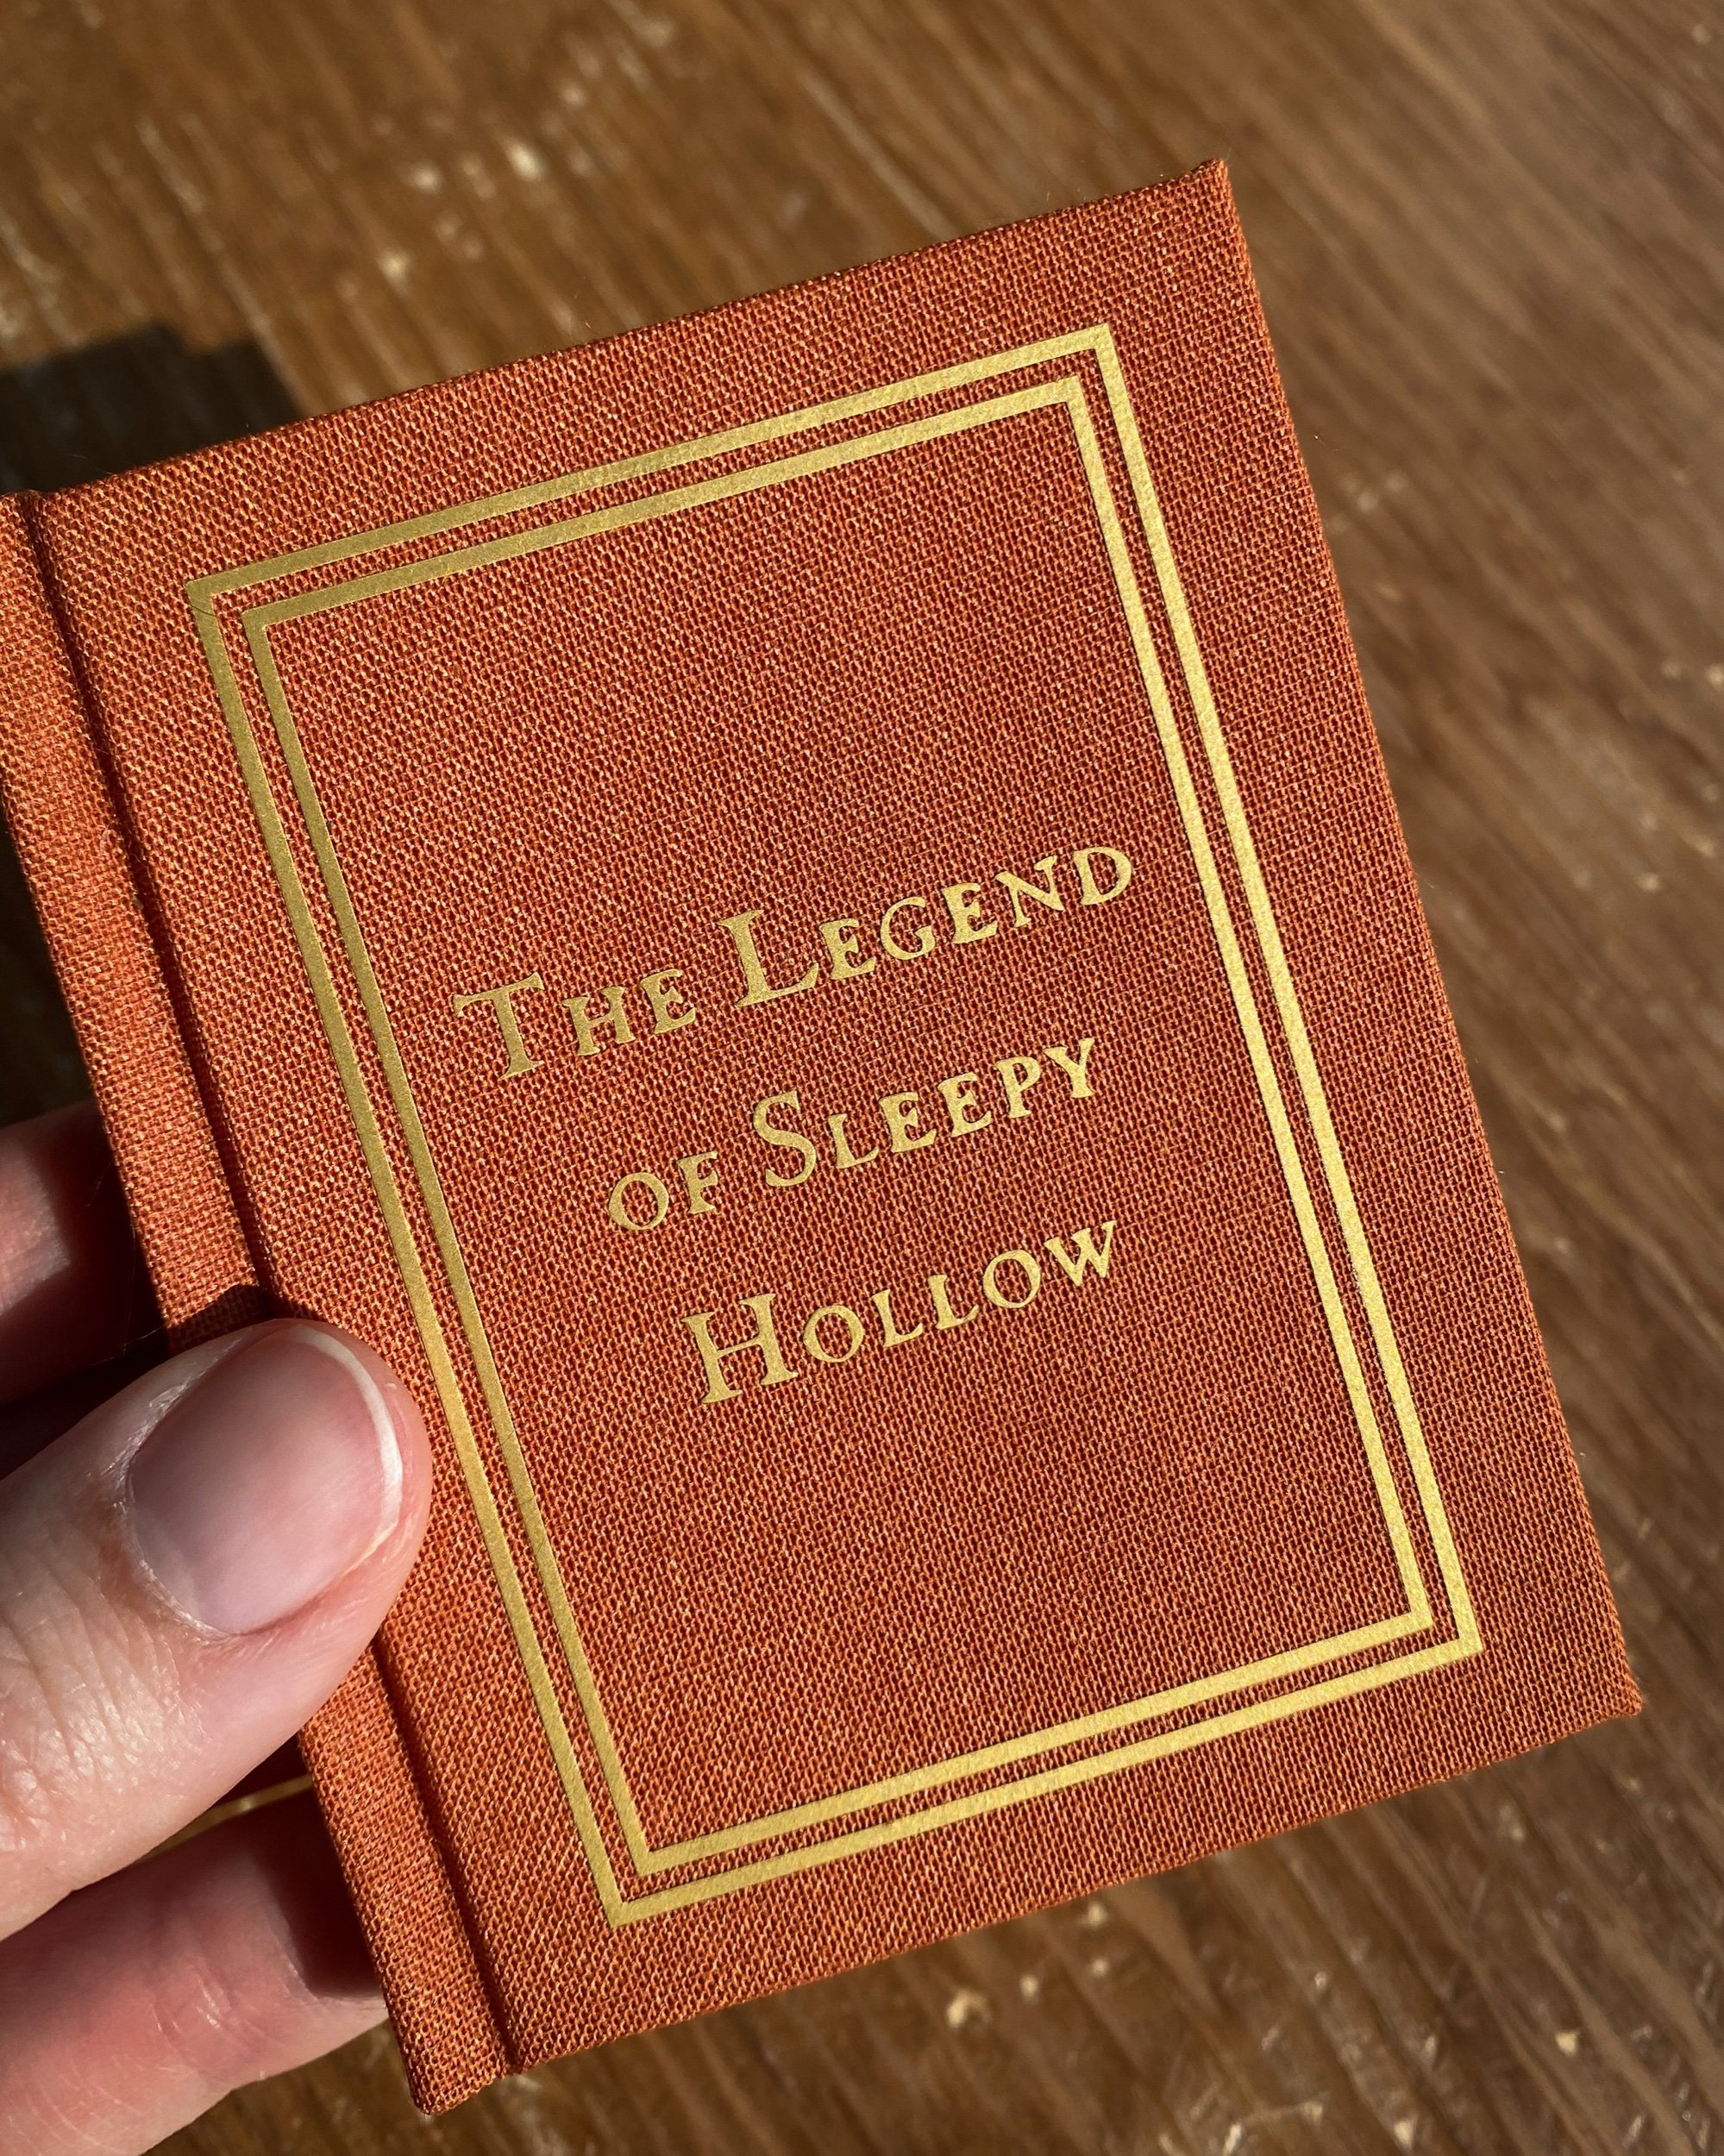 The Legend
of Sleepy
Hollow